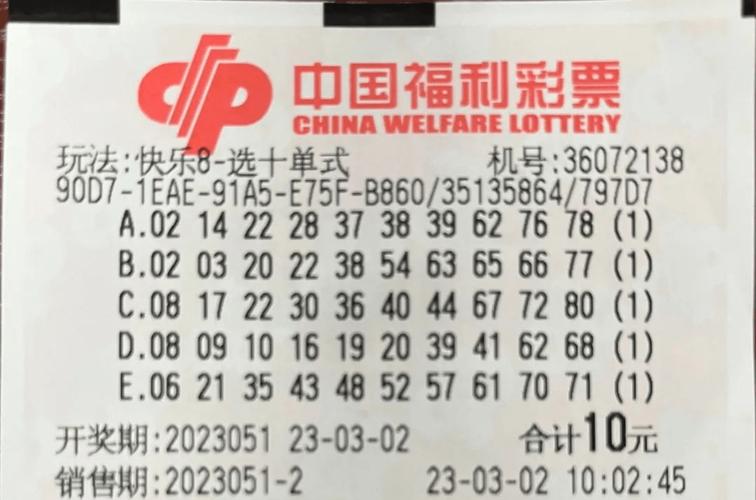 中国福利彩票
CHINA WELFARE LOTTERY
玩法:快乐8-选十单式 机号:36072138
90D7-1EAE-91A5-E75F-B860/35135864/797D7
A.02 14 22 28 37 38 39 62 76 78 (1)
B.02 03 20 22 38 54 63 65 66 77 (1)
C.08 17 22 30 36 40 44 67 72 80 (1)
D.08 09 10 16 19 20 39 41 62 68 (1)
E.06 21 35 43 48 52 57 61 70 71 (1)
开奖期:2023051 23-03-02 合计10元
销售期:2023051-2 23-03-02 10:02:45